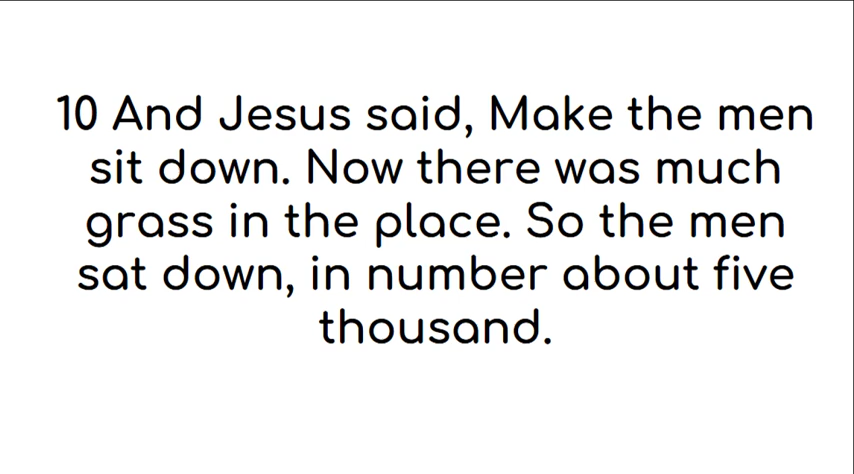 10 And Jesus said, Make the men
sit down. Now there was much
grass in the place. So the men
sat down, in number about five
thousand.